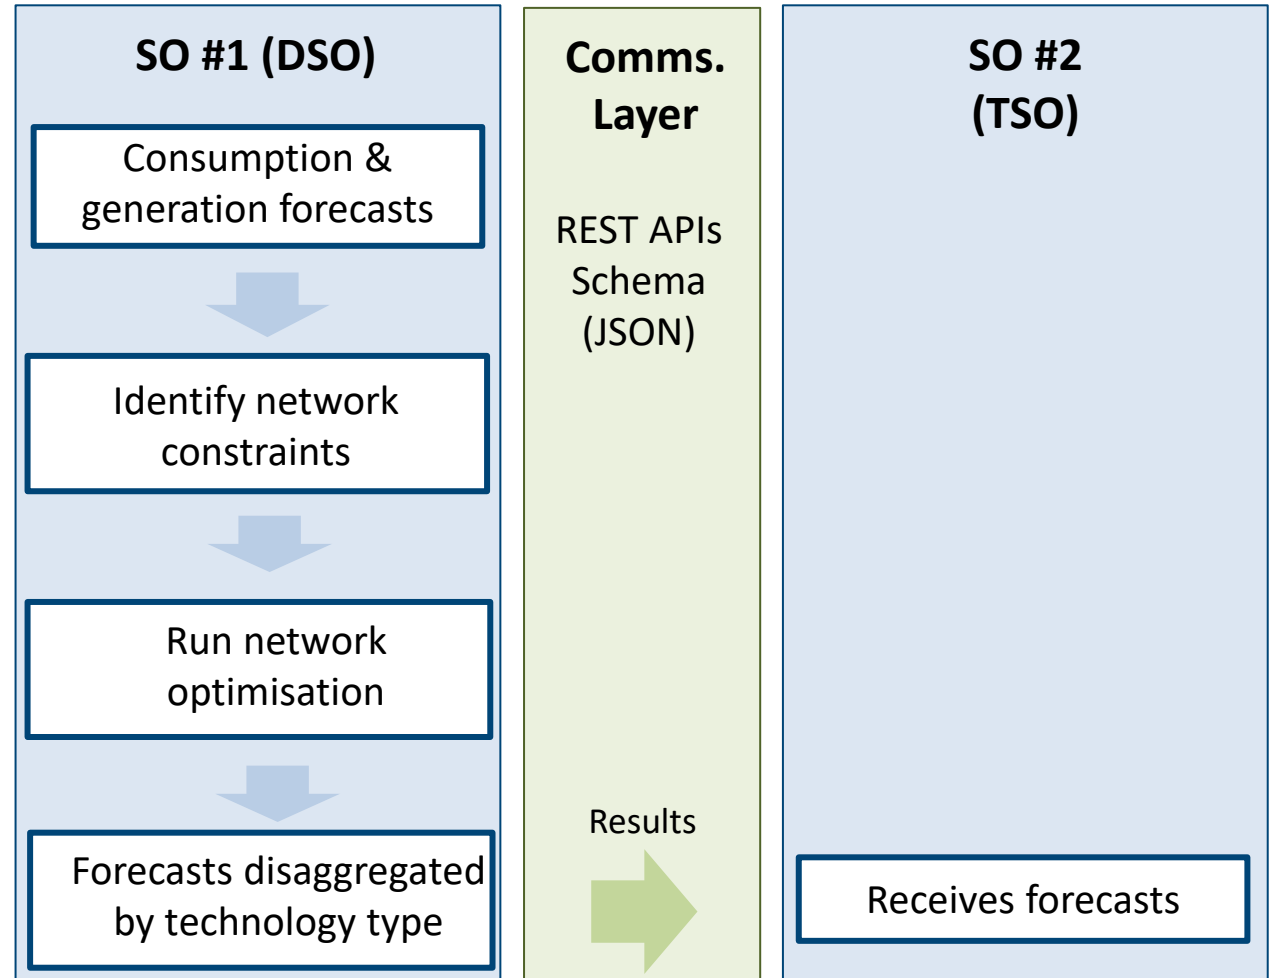 SO #1 (DSO)
Consumption &
generation forecasts
Identify network
constraints
Run network
optimisation
Forecasts disaggregated
by technology type
Comms.
Layer
REST APIs
Schema
(JSON)
Results
SO #2
(TSO)
Receives forecasts